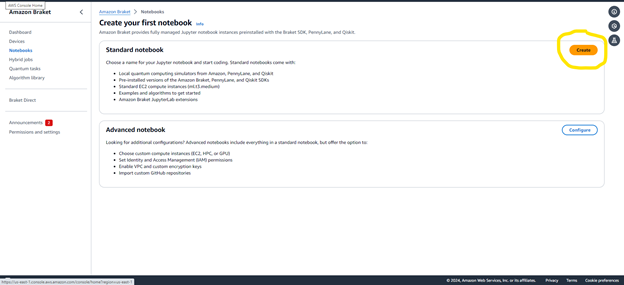 AWS Console Home
Amazon Braket
Amazon Braket > Notebooks
Create your first notebook Info
Amazon Braket provides fully managed Jupyter notebook instances preinstalled with the Braket SDK, PennyLane, and Qiskit.
Dashboard
Devices
Notebooks
Hybrid jobs
Quantum tasks
Algorithm library
Braket Direct
Announcements 2
Permissions and settings
Standard notebook
Create
Choose a name for your Jupyter notebook and start coding. Standard notebooks come with:
Local quantum computing simulators from Amazon, PennyLane, and Qiskit
Pre-installed versions of the Amazon Braket, PennyLane, and Qiskit SDKs
Standard EC2 compute instances (ml.t3.medium)
Examples and algorithms to get started
Amazon Braket JupyterLab extensions
Advanced notebook
Configure
Looking for additional configurations? Advanced notebooks include everything in a standard notebook, but offer the option to:
Choose custom compute instances (EC2, HPC, or GPU)
Set Identity and Access Management (IAM) permissions
Enable VPC and custom encryption keys
Import custom GitHub repositories
https://us-east-1.console.aws.amazon.com/console/home?region=us-east-1
© 2024, Amazon Web Services, Inc. or its affiliates. Privacy Terms Cookie preferences